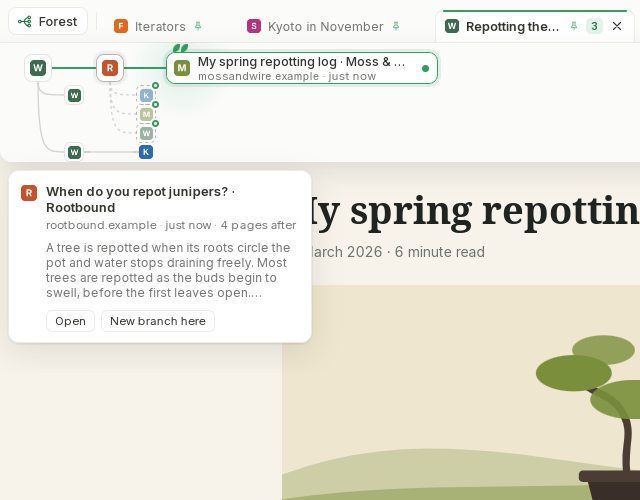 Forest
F Iterators
S Kyoto in November
W Repotting the… 3
W
R
M My spring repotting log · Moss & …
mossandwire.example · just now
W
K
M
W
W
K
R When do you repot junipers? ·
Rootbound
rootbound.example · just now · 4 pages after
A tree is repotted when its roots circle the
pot and water stops draining freely. Most
trees are repotted as the buds begin to
swell, before the first leaves open.…
Open
New branch here
My spring repottin
March 2026 · 6 minute read